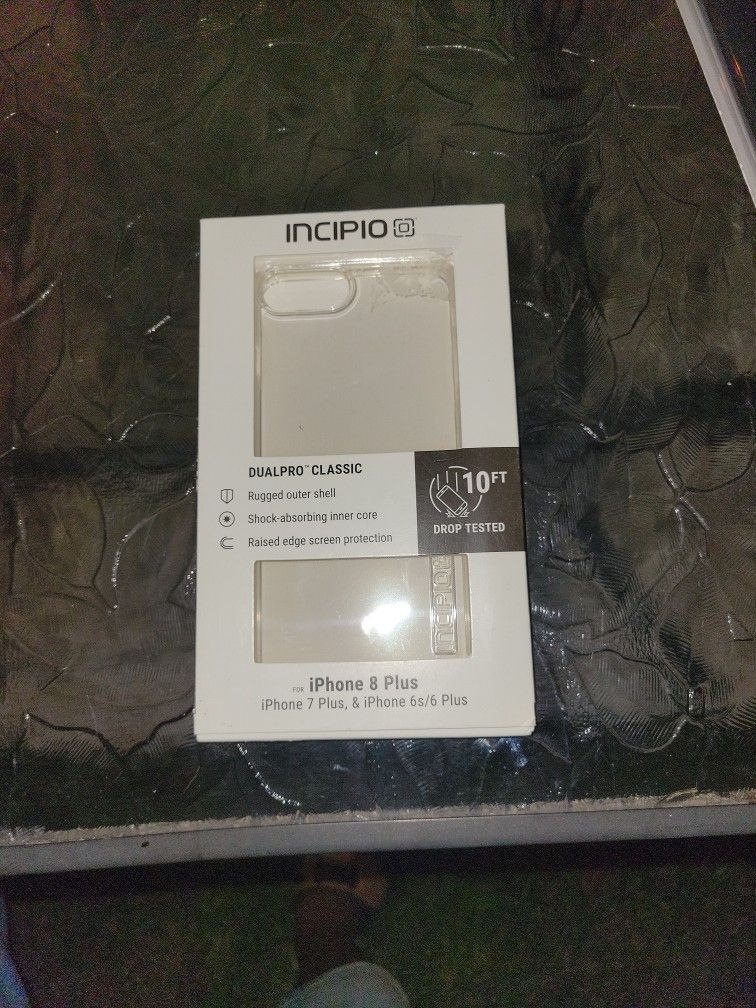 INCIPIO
DUALPRO™ CLASSIC
Rugged outer shell
Shock-absorbing inner core
Raised edge screen protection
10FT
DROP TESTED
INCIPIO
FOR iPhone 8 Plus
iPhone 7 Plus, & iPhone 6s/6 Plus